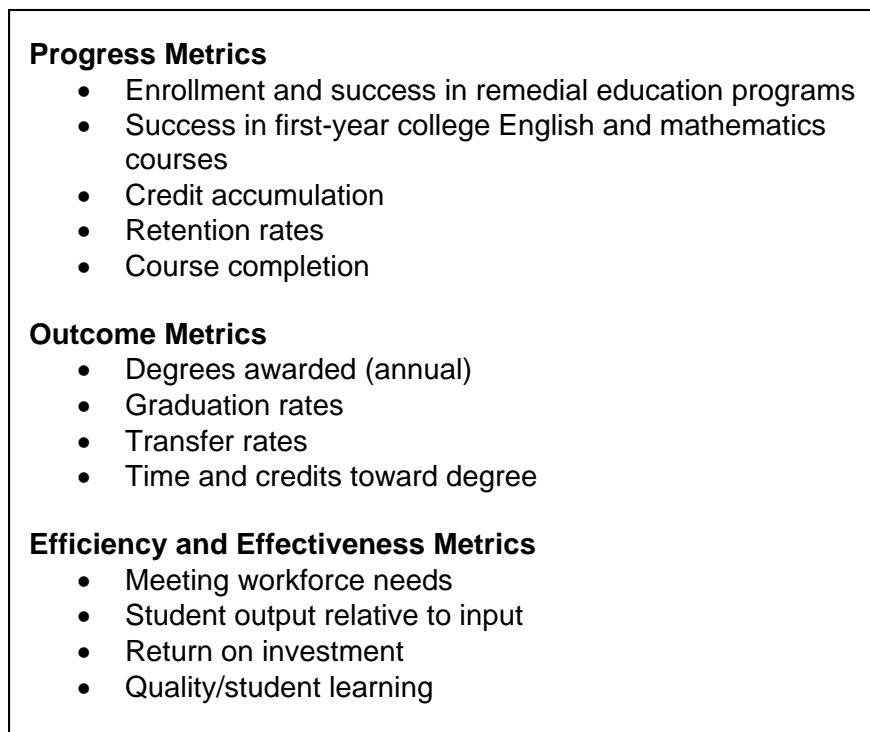 Progress Metrics
• Enrollment and success in remedial education programs
• Success in first-year college English and mathematics
courses
• Credit accumulation
• Retention rates
• Course completion
Outcome Metrics
• Degrees awarded (annual)
• Graduation rates
• Transfer rates
• Time and credits toward degree
Efficiency and Effectiveness Metrics
• Meeting workforce needs
• Student output relative to input
• Return on investment
• Quality/student learning